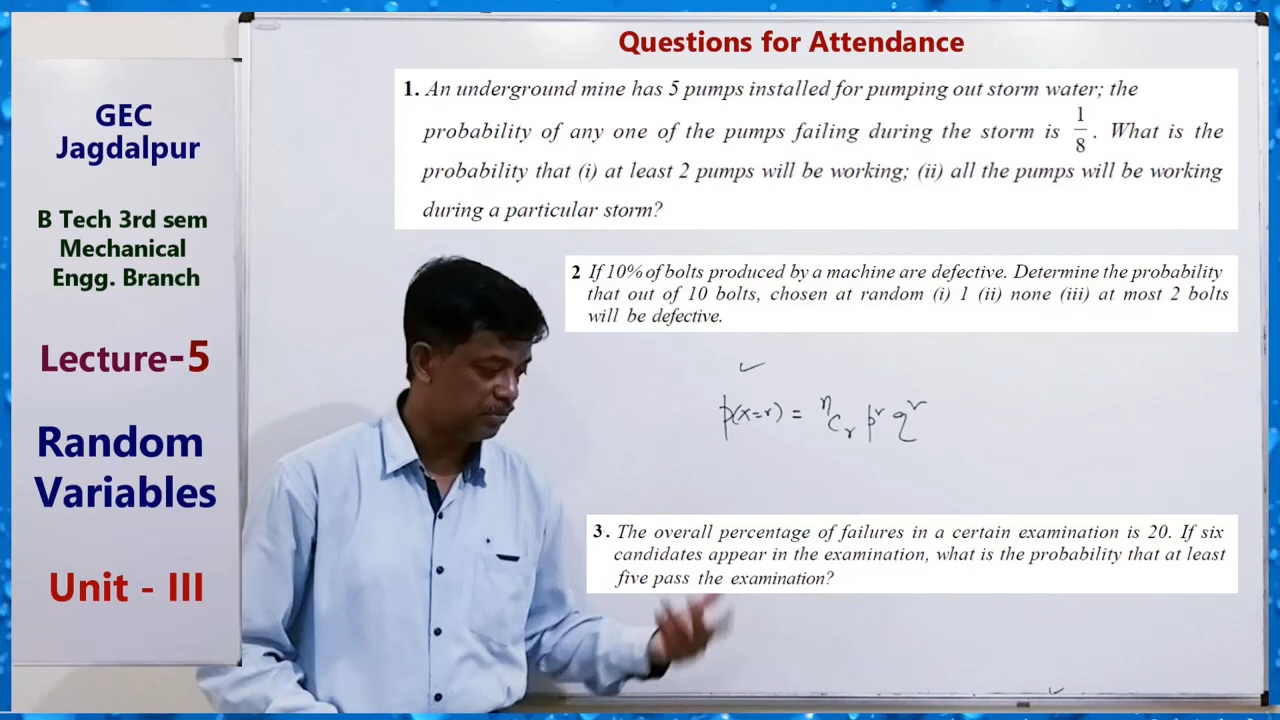 Questions for Attendance
GEC
Jagdalpur
B Tech 3rd sem
Mechanical
Engg. Branch
Lecture-5
Random
Variables
Unit - III
1. An underground mine has 5 pumps installed for pumping out storm water; the
probability of any one of the pumps failing during the storm is 1/8. What is the
probability that (i) at least 2 pumps will be working; (ii) all the pumps will be working
during a particular storm?
2 If 10% of bolts produced by a machine are defective. Determine the probability
that out of 10 bolts, chosen at random (i) 1 (ii) none (iii) at most 2 bolts
will be defective.
p(x=r) = ⁿCᵣ pʳ qʳ
3. The overall percentage of failures in a certain examination is 20. If six
candidates appear in the examination, what is the probability that at least
five pass the examination?